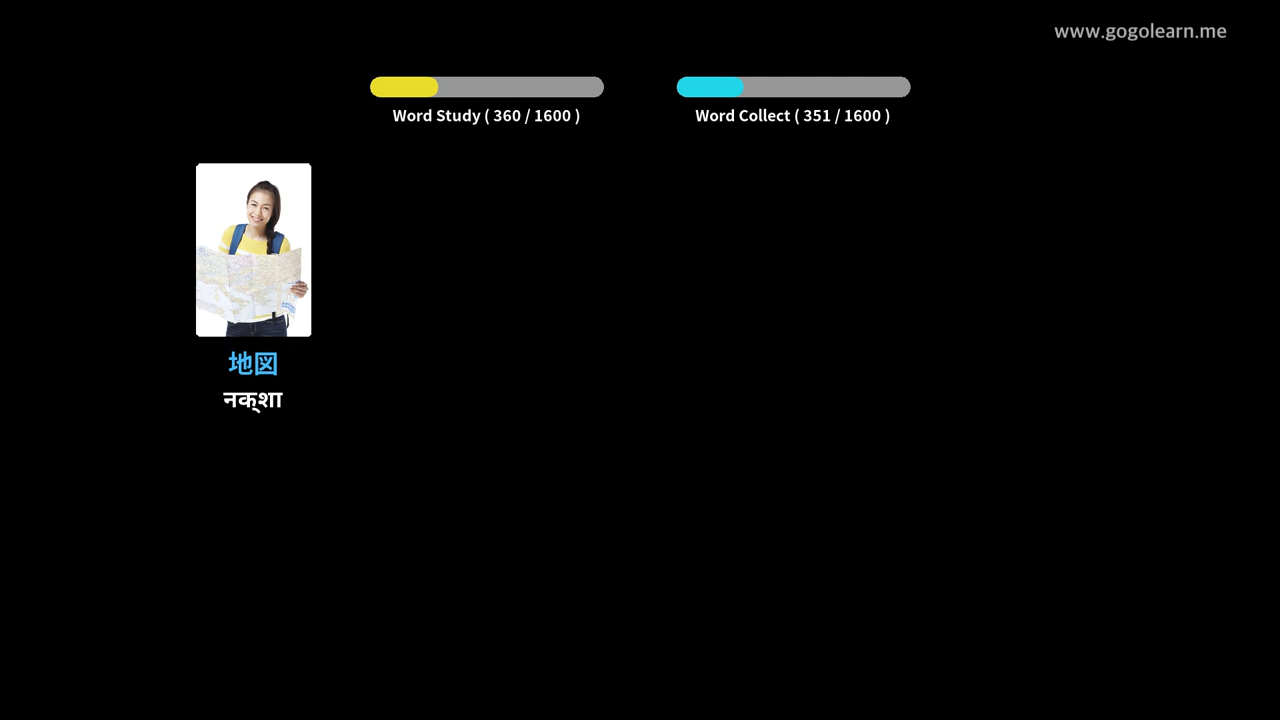 www.gogolearn.me
Word Study ( 360 / 1600 )
Word Collect ( 351 / 1600 )
地図
नक्शा